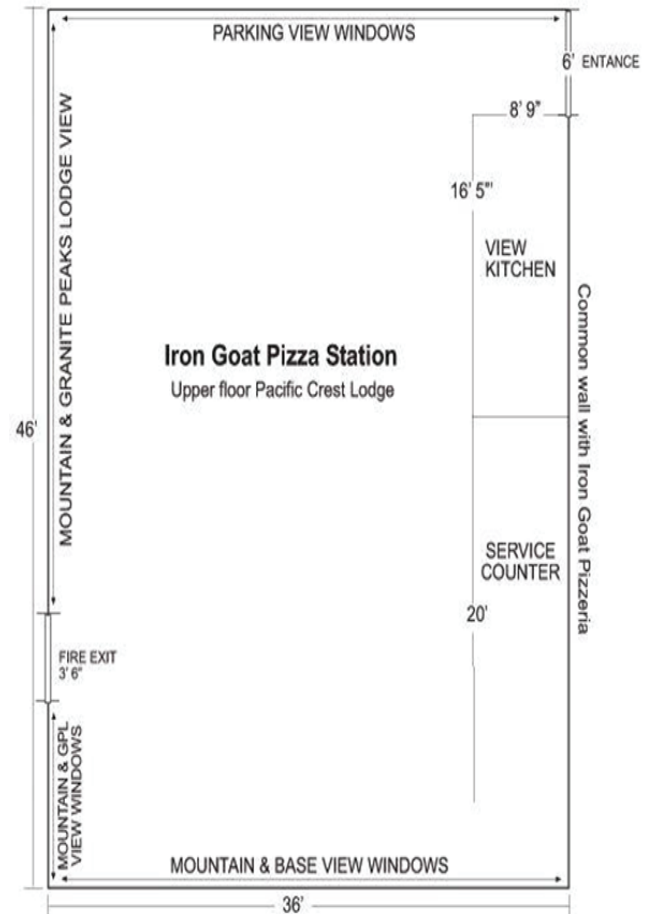 PARKING VIEW WINDOWS
6' ENTANCE
8' 9"
16' 5"'
MOUNTAIN & GRANITE PEAKS LODGE VIEW
VIEW
KITCHEN
Common wall with Iron Goat Pizzeria
Iron Goat Pizza Station
Upper floor Pacific Crest Lodge
46'
SERVICE
COUNTER
20'
FIRE EXIT
3' 6"
MOUNTAIN & GPL
VIEW WINDOWS
MOUNTAIN & BASE VIEW WINDOWS
36'